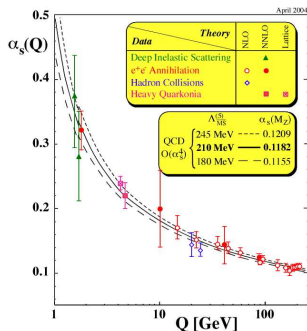 April 2004
αs(Q)
Data Theory NLO NNLO Lattice
Deep Inelastic Scattering
e+e- Annihilation
Hadron Collisions
Heavy Quarkonia
Λ(5)MS αs(MZ)
QCD O(αs4)
245 MeV 0.1209
210 MeV 0.1182
180 MeV 0.1155
0.5
0.4
0.3
0.2
0.1
1 10 100
Q [GeV]